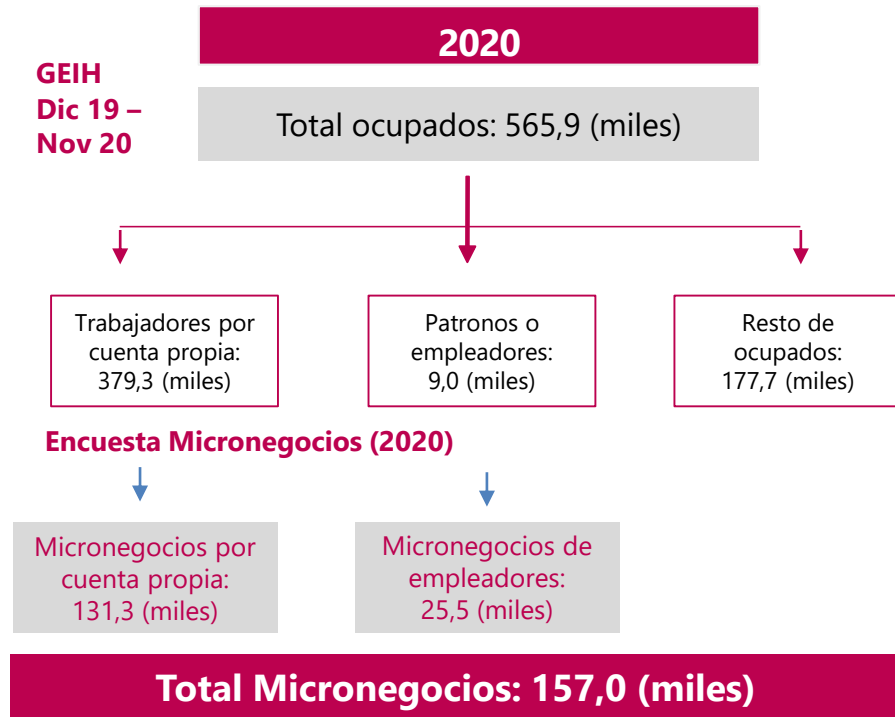 2020
GEIH
Dic 19 –
Nov 20
Total ocupados: 565,9 (miles)
Trabajadores por
cuenta propia:
379,3 (miles)
Patronos o
empleadores:
9,0 (miles)
Resto de
ocupados:
177,7 (miles)
Encuesta Micronegocios (2020)
Micronegocios por
cuenta propia:
131,3 (miles)
Micronegocios de
empleadores:
25,5 (miles)
Total Micronegocios: 157,0 (miles)